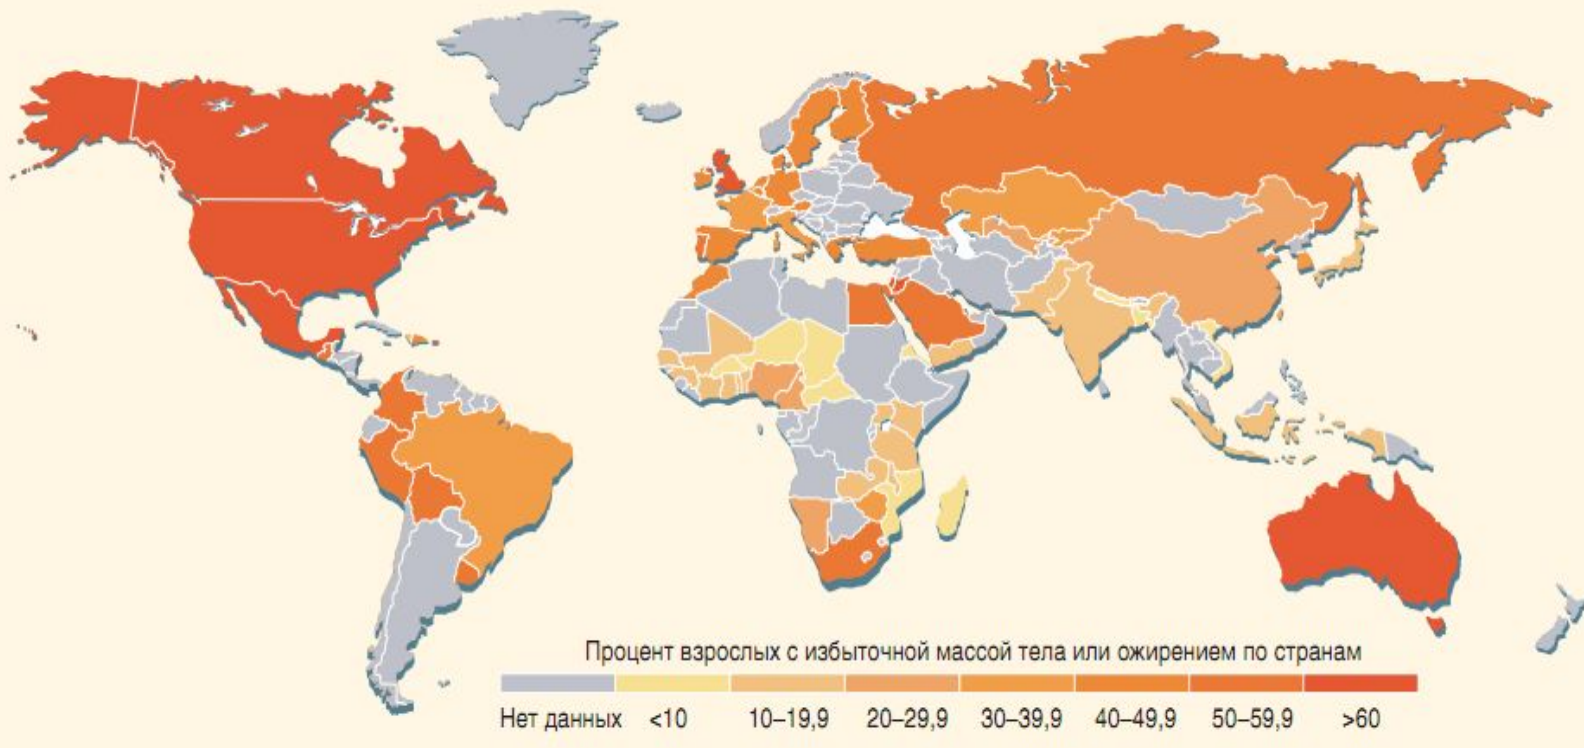 Процент взрослых с избыточной массой тела или ожирением по странам
Нет данных <10 10–19,9 20–29,9 30–39,9 40–49,9 50–59,9 >60